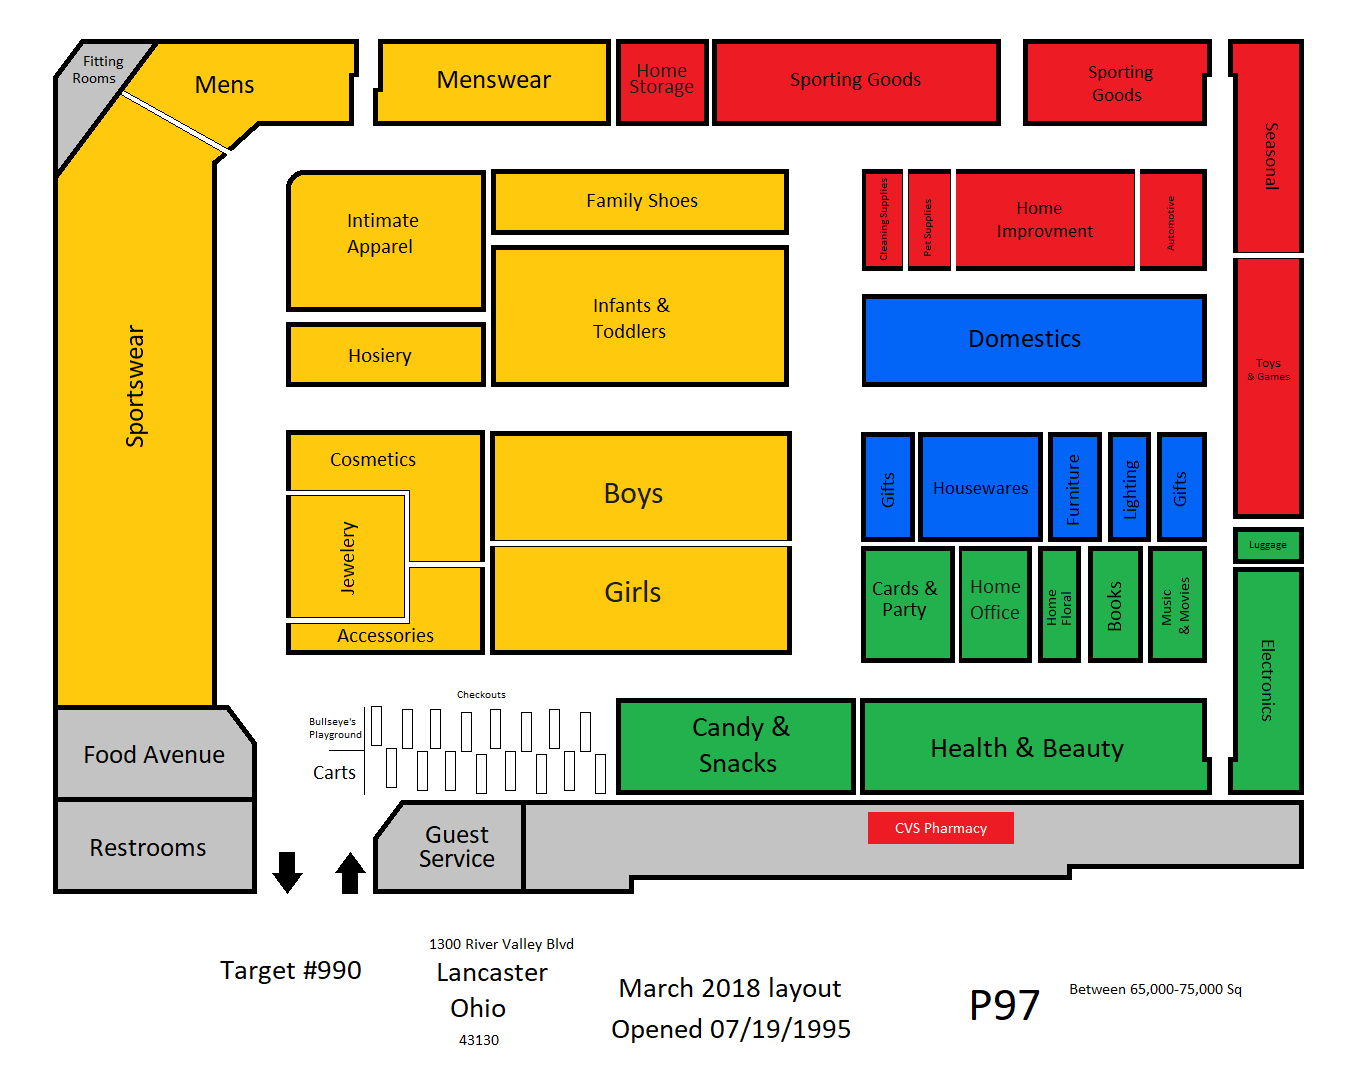 Fitting
Rooms
Mens
Menswear
Home
Storage
Sporting Goods
Sporting
Goods
Seasonal
Intimate
Apparel
Family Shoes
Cleaning Supplies
Pet Supplies
Home
Improvment
Automotive
Infants &
Toddlers
Hosiery
Domestics
Toys
& Games
Sportswear
Cosmetics
Boys
Gifts
Housewares
Furniture
Lighting
Gifts
Jewelery
Luggage
Girls
Cards &
Party
Home
Office
Home
Floral
Books
Music
& Movies
Accessories
Electronics
Checkouts
Bullseye's
Playground
Carts
Candy &
Snacks
Health & Beauty
Food Avenue
Restrooms
Guest
Service
CVS Pharmacy
Target #990
1300 River Valley Blvd
Lancaster
Ohio
43130
March 2018 layout
Opened 07/19/1995
P97
Between 65,000-75,000 Sq